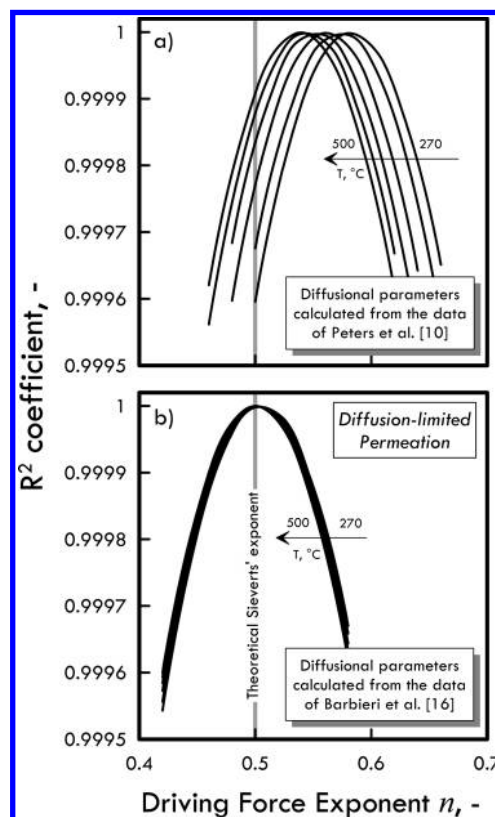 R² coefficient, -
a)
1
0.9999
0.9998
0.9997
0.9996
0.9995
500
270
T, °C
Diffusional parameters
calculated from the data
of Peters et al. [10]
b)
1
0.9999
0.9998
0.9997
0.9996
0.9995
Diffusion-limited
Permeation
Theoretical Sieverts' exponent
500
270
T, °C
Diffusional parameters
calculated from the data
of Barbieri et al. [16]
0.4
0.5
0.6
0.7
Driving Force Exponent n, -